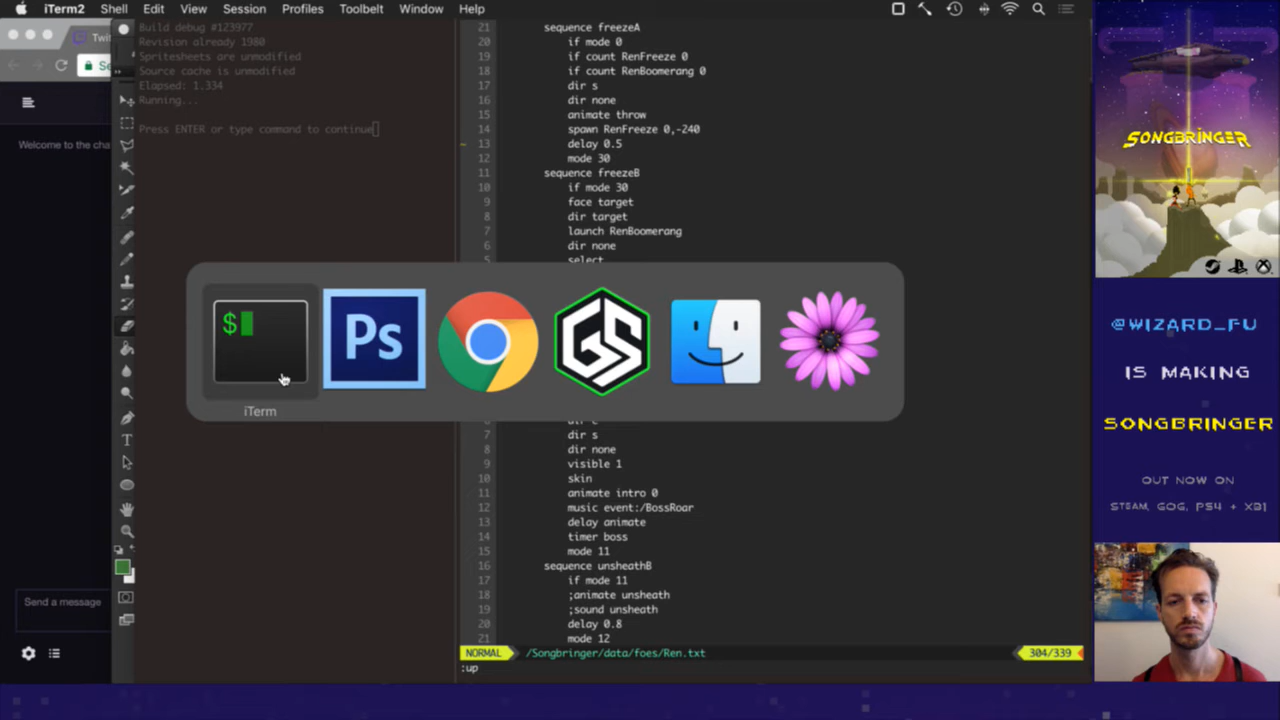 iTerm2 Shell Edit View Session Profiles Toolbelt Window Help
Twit
Se
Welcome to the cha
Send a message
Build debug #123977
Revision already 1980
Spritesheets are unmodified
Source cache is unmodified
Elapsed: 1.334
Running...
Press ENTER or type command to continue
21 sequence freezeA
20 if mode 0
19 if count RenFreeze 0
18 if count RenBoomerang 0
17 dir s
16 dir none
15 animate throw
14 spawn RenFreeze 0,-240
13 delay 0.5
12 mode 30
11 sequence freezeB
10 if mode 30
9 face target
8 dir target
7 launch RenBoomerang
6 dir none
5 select
$
Ps
GS
iTerm
7 dir s
8 dir none
9 visible 1
10 skin
11 animate intro 0
12 music event:/BossRoar
13 delay animate
14 timer boss
15 mode 11
16 sequence unsheathB
17 if mode 11
18 ;animate unsheath
19 ;sound unsheath
20 delay 0.8
21 mode 12
NORMAL /Songbringer/data/foes/Ren.txt 304/339
:up
SONGBRINGER
@WIZARD_FU
IS MAKING
SONGBRINGER
OUT NOW ON
STEAM, GOG, PS4 + XB1